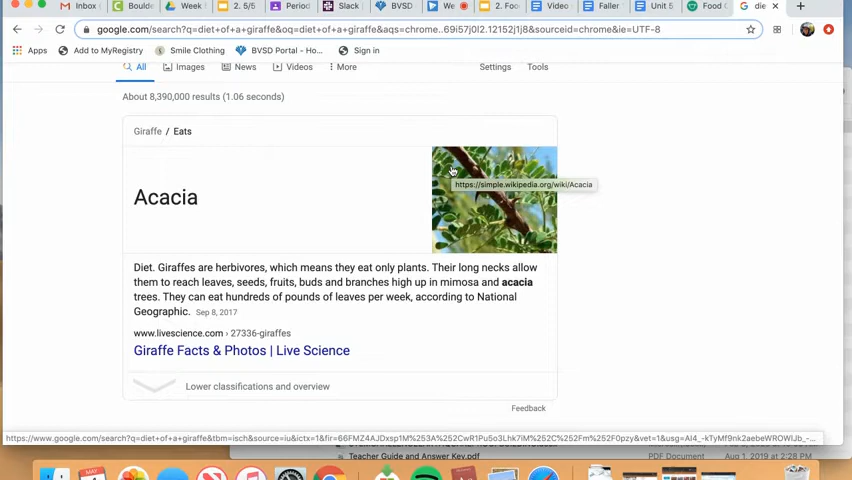 Inbox (
Boulde
Week
2. 5/5
Period
Slack
BVSD
We
2. Foo
Video
Faller
Unit
Food C
die
google.com/search?q=diet+of+a+giraffe&oq=diet+of+a+giraffe&aqs=chrome..69i57j0l2.12152j1j8&sourceid=chrome&ie=UTF-8
Apps
Add to MyRegistry
Smile Clothing
BVSD Portal - Ho...
Sign in
All
Images
News
Videos
More
Settings
Tools
About 8,390,000 results (1.06 seconds)
Giraffe / Eats
Acacia
https://simple.wikipedia.org/wiki/Acacia
Diet. Giraffes are herbivores, which means they eat only plants. Their long necks allow
them to reach leaves, seeds, fruits, buds and branches high up in mimosa and acacia
trees. They can eat hundreds of pounds of leaves per week, according to National
Geographic. Sep 8, 2017
www.livescience.com › 27336-giraffes
Giraffe Facts & Photos | Live Science
Lower classifications and overview
Feedback
Teacher Guide and Answer Key.pdf
PDF Document
Aug 1, 2019 at 2:28 PM